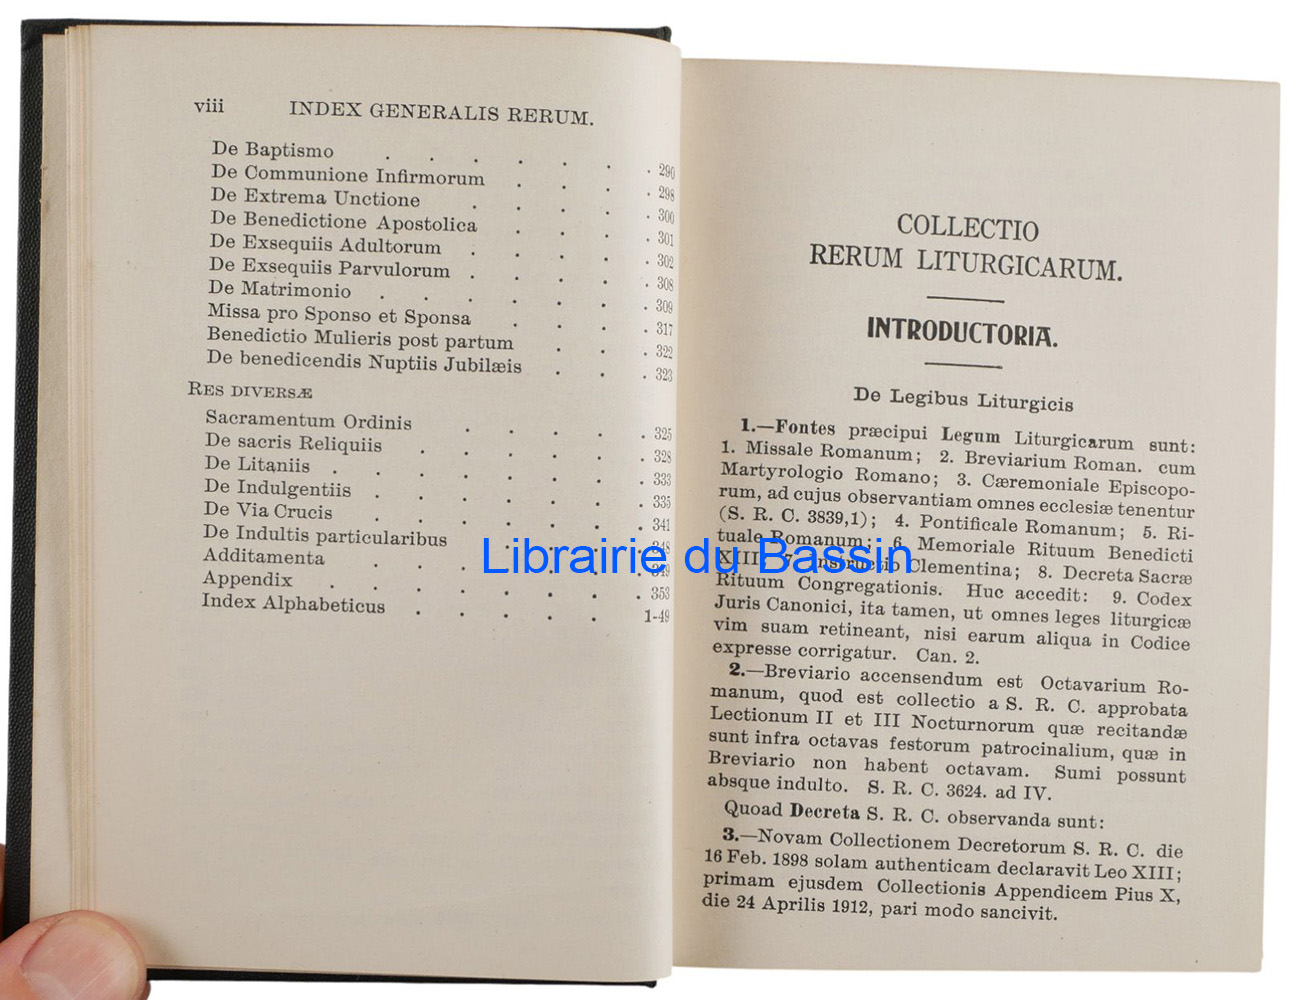 viii INDEX GENERALIS RERUM.
De Baptismo . . . . . . . 290
De Communione Infirmorum . . . . 298
De Extrema Unctione . . . . . 300
De Benedictione Apostolica . . . . 301
De Exsequiis Adultorum . . . . . 302
De Exsequiis Parvulorum . . . . . 308
De Matrimonio . . . . . . . 309
Missa pro Sponso et Sponsa . . . . 317
Benedictio Mulieris post partum . . . 322
De benedicendis Nuptiis Jubilæis . . . 323
RES DIVERSÆ
Sacramentum Ordinis . . . . . 325
De sacris Reliquiis . . . . . . 328
De Litaniis . . . . . . . . 333
De Indulgentiis . . . . . . . 335
De Via Crucis . . . . . . . 341
De Indultis particularibus . . . . 348
Additamenta . . . . . . . 349
Appendix . . . . . . . . 353
Index Alphabeticus . . . . . 1-49
COLLECTIO
RERUM LITURGICARUM.
INTRODUCTORIA.
De Legibus Liturgicis
1.—Fontes præcipui Legum Liturgicarum sunt:
1. Missale Romanum; 2. Breviarium Roman. cum
Martyrologio Romano; 3. Cæremoniale Episcopo-
rum, ad cujus observantiam omnes ecclesiæ tenentur
(S. R. C. 3839,1); 4. Pontificale Romanum; 5. Ri-
tuale Romanum; 6. Memoriale Rituum Benedicti
XIII; 7. Instructio Clementina; 8. Decreta Sacræ
Rituum Congregationis. Huc accedit: 9. Codex
Juris Canonici, ita tamen, ut omnes leges liturgicæ
vim suam retineant, nisi earum aliqua in Codice
expresse corrigatur. Can. 2.
2.—Breviario accensendum est Octavarium Ro-
manum, quod est collectio a S. R. C. approbata
Lectionum II et III Nocturnorum quæ recitandæ
sunt infra octavas festorum patrocinalium, quæ in
Breviario non habent octavam. Sumi possunt
absque indulto. S. R. C. 3624. ad IV.
Quoad Decreta S. R. C. observanda sunt:
3.—Novam Collectionem Decretorum S. R. C. die
16 Feb. 1898 solam authenticam declaravit Leo XIII;
primam ejusdem Collectionis Appendicem Pius X,
die 24 Aprilis 1912, pari modo sancivit.
Librairie du Bassin